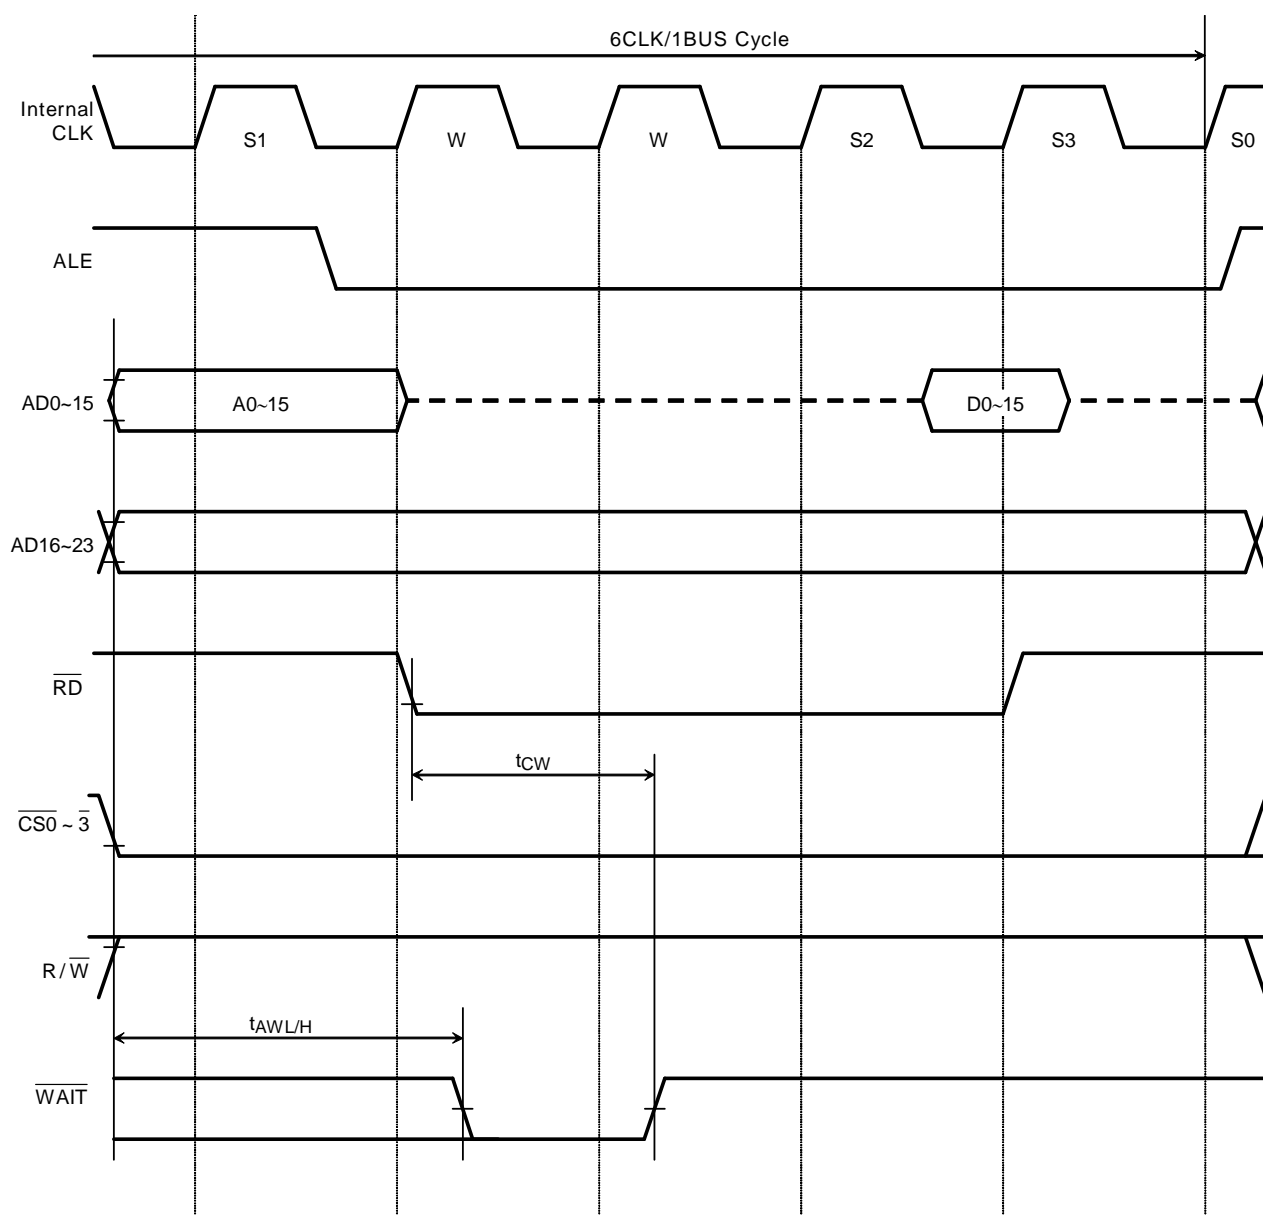 6CLK/1BUS Cycle
Internal
CLK
S1 W W S2 S3 S0
ALE
AD0~15 A0~15 D0~15
AD16~23
RD
tCW
CS0 ~ 3
R/W
tAWL/H
WAIT